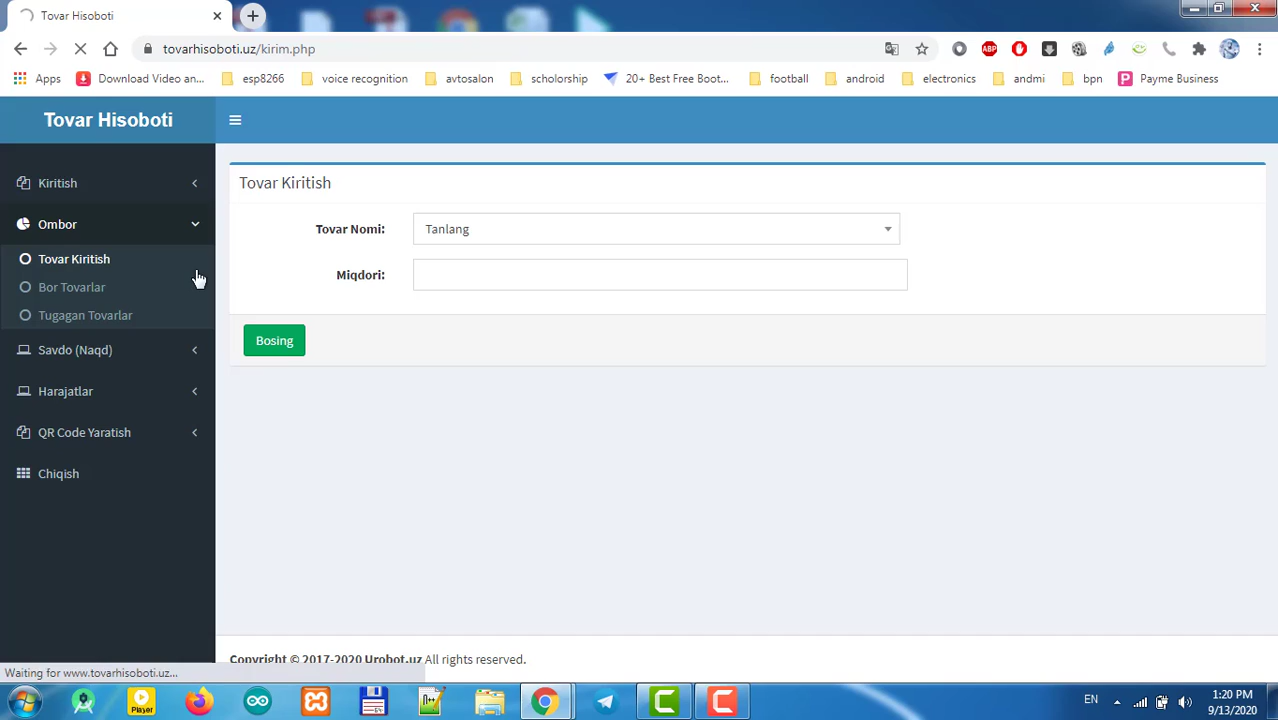 Tovar Hisoboti
tovarhisoboti.uz/kirim.php
ABP
Apps
Download Video an...
esp8266
voice recognition
avtosalon
scholorship
20+ Best Free Boot...
football
android
electronics
andmi
bpn
Payme Business
Tovar Hisoboti
Kiritish
Ombor
Tovar Kiritish
Bor Tovarlar
Tugagan Tovarlar
Savdo (Naqd)
Harajatlar
QR Code Yaratish
Chiqish
Tovar Kiritish
Tovar Nomi:
Tanlang
Miqdori:
Bosing
Copyright © 2017-2020 Urobot.uz All rights reserved.
Waiting for www.tovarhisoboti.uz...
Player
EN
1:20 PM
9/13/2020